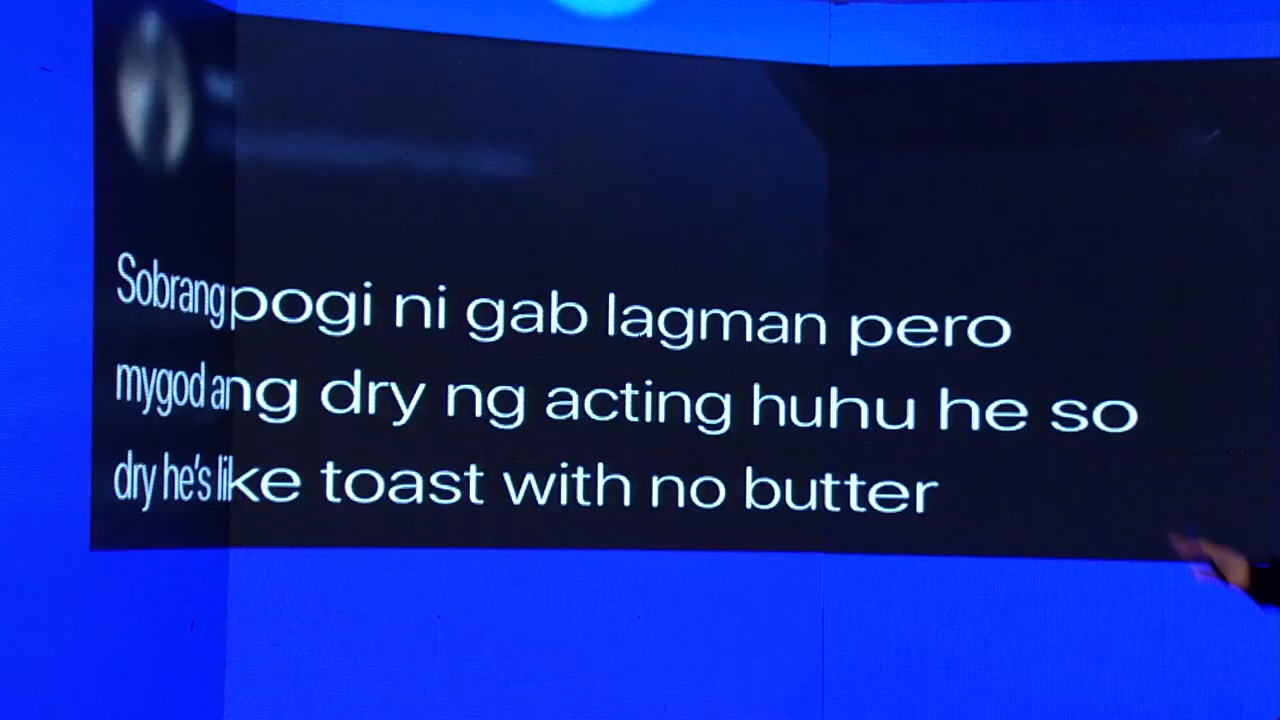 Sobrang pogi ni gab lagman pero
mygod ang dry ng acting huhu he so
dry he's like toast with no butter